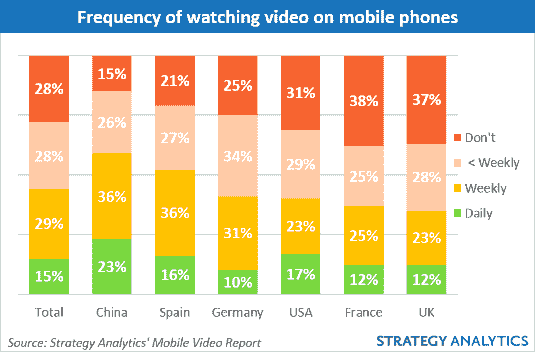 Frequency of watching video on mobile phones
28% 15% 21% 25% 31% 38% 37%
28% 26% 27% 34% 29% 25% 28%
29% 36% 36% 31% 23% 25% 23%
15% 23% 16% 10% 17% 12% 12%
Don't
< Weekly
Weekly
Daily
Total China Spain Germany USA France UK
Source: Strategy Analytics' Mobile Video Report
STRATEGY ANALYTICS